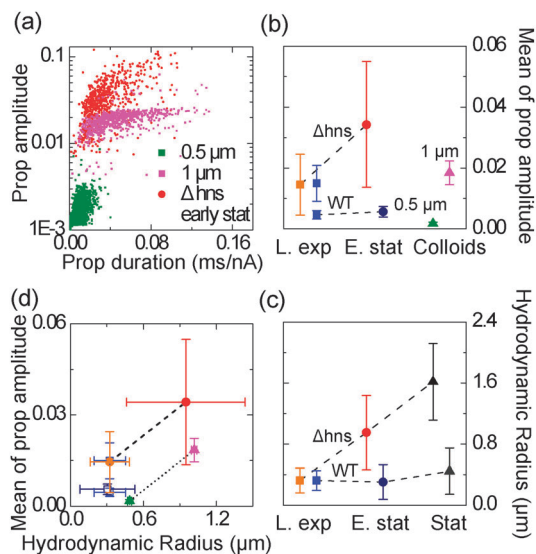 (a)
Prop amplitude
0.1
0.01
1E-3
0.5 μm
1 μm
Δhns
early stat
0.00
0.08
0.16
Prop duration (ms/nA)
(b)
Mean of prop amplitude
0.06
0.04
0.02
0.00
Δhns
WT
1 μm
0.5 μm
L. exp
E. stat
Colloids
(d)
Mean of prop amplitude
0.06
0.03
0.00
0.0
0.6
1.2
Hydrodynamic Radius (μm)
(c)
Hydrodynamic Radius (μm)
2.4
1.6
0.8
0.0
Δhns
WT
L. exp
E. stat
Stat